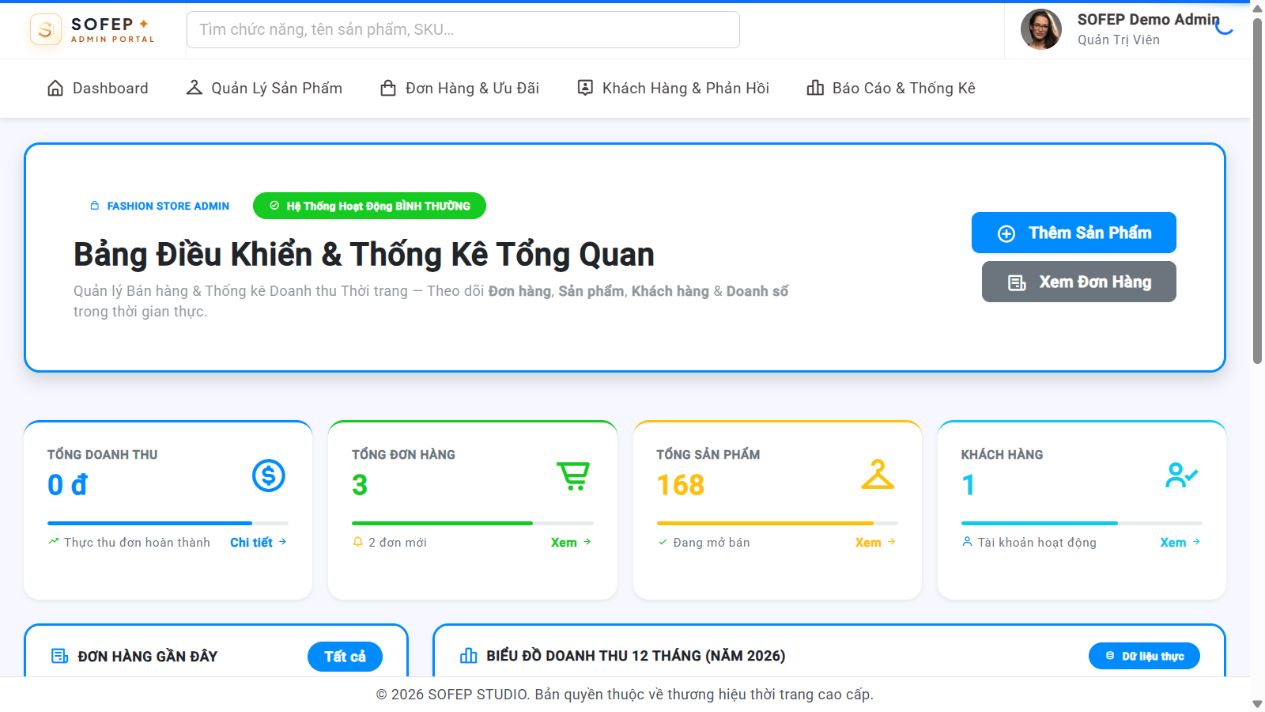 SOFEP
ADMIN PORTAL
Tìm chức năng, tên sản phẩm, SKU...
SOFEP Demo Admin
Quản Trị Viên
Dashboard
Quản Lý Sản Phẩm
Đơn Hàng & Ưu Đãi
Khách Hàng & Phản Hồi
Báo Cáo & Thống Kê
FASHION STORE ADMIN
Hệ Thống Hoạt Động BÌNH THƯỜNG
Bảng Điều Khiển & Thống Kê Tổng Quan
Quản lý Bán hàng & Thống kê Doanh thu Thời trang — Theo dõi Đơn hàng, Sản phẩm, Khách hàng & Doanh số
trong thời gian thực.
Thêm Sản Phẩm
Xem Đơn Hàng
TỔNG DOANH THU
0 đ
Thực thu đơn hoàn thành
Chi tiết
TỔNG ĐƠN HÀNG
3
2 đơn mới
Xem
TỔNG SẢN PHẨM
168
Đang mở bán
Xem
KHÁCH HÀNG
1
Tài khoản hoạt động
Xem
ĐƠN HÀNG GẦN ĐÂY
Tất cả
BIỂU ĐỒ DOANH THU 12 THÁNG (NĂM 2026)
Dữ liệu thực
© 2026 SOFEP STUDIO. Bản quyền thuộc về thương hiệu thời trang cao cấp.